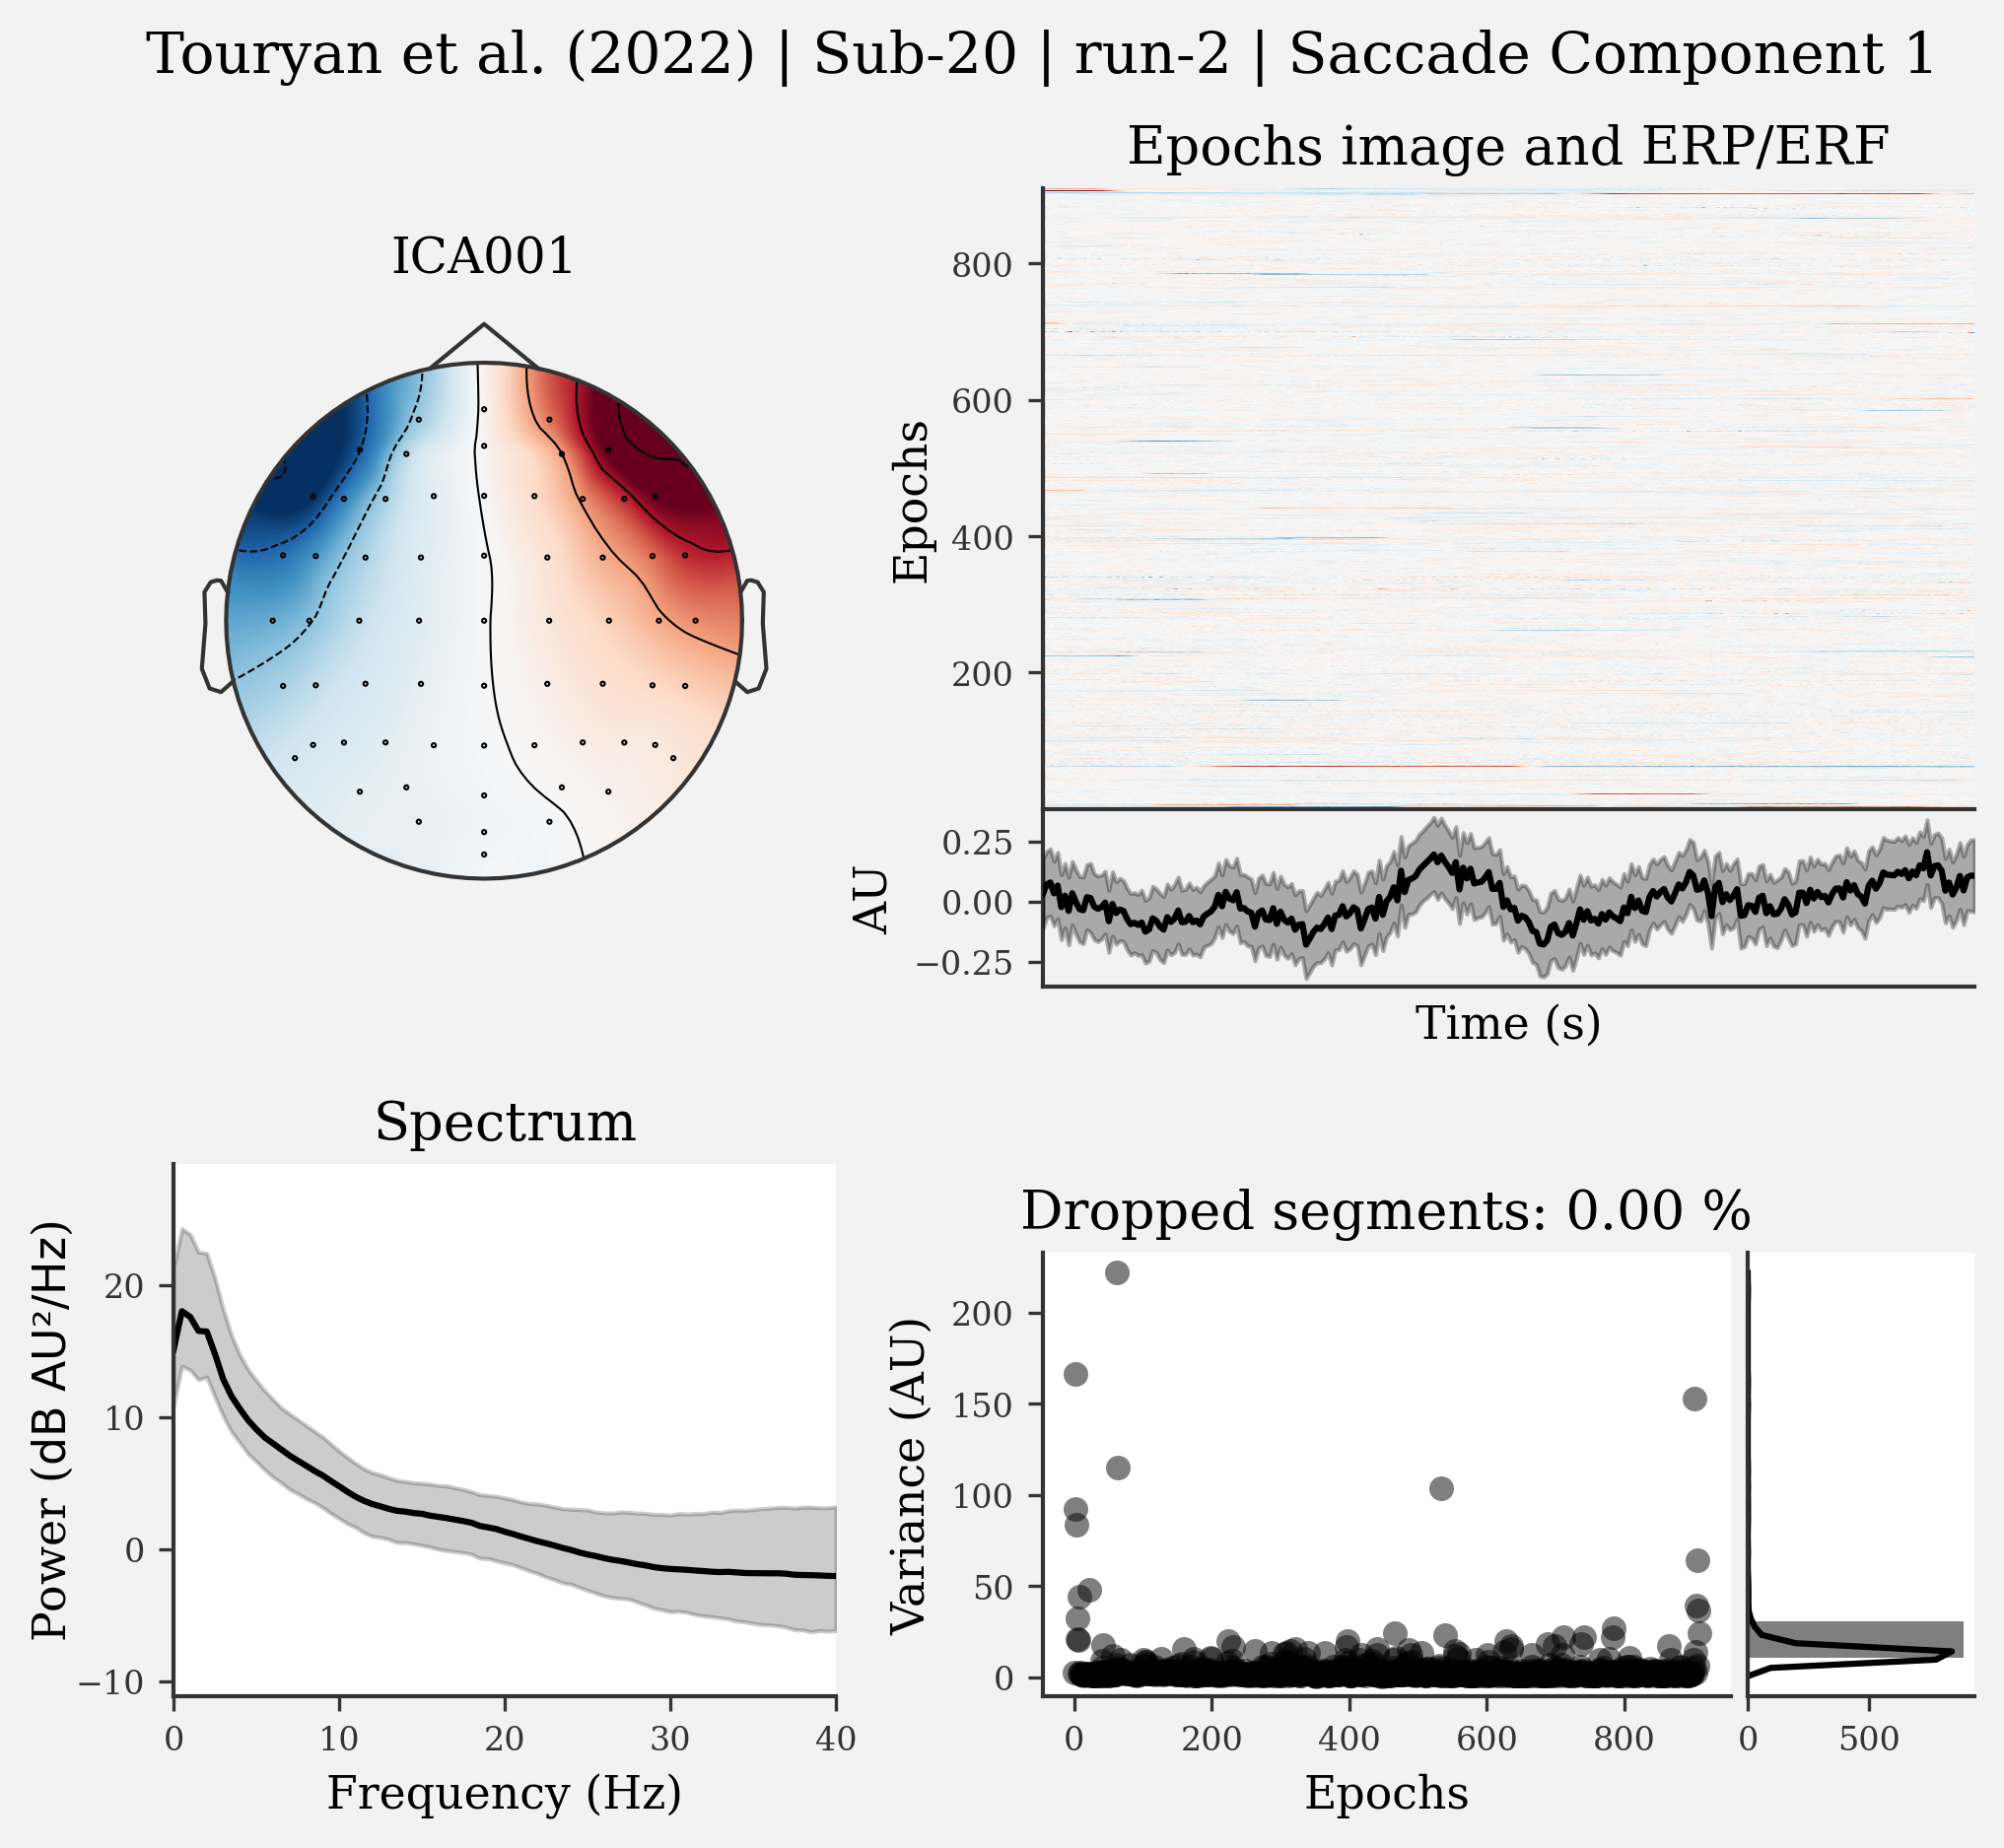 Touryan et al. (2022) | Sub-20 | run-2 | Saccade Component 1
ICA001
Epochs image and ERP/ERF
Epochs
800
600
400
200
AU
0.25
0.00
−0.25
Time (s)
Spectrum
Power (dB AU²/Hz)
20
10
0
−10
0 10 20 30 40
Frequency (Hz)
Dropped segments: 0.00 %
Variance (AU)
200
150
100
50
0
0 200 400 600 800
0 500
Epochs